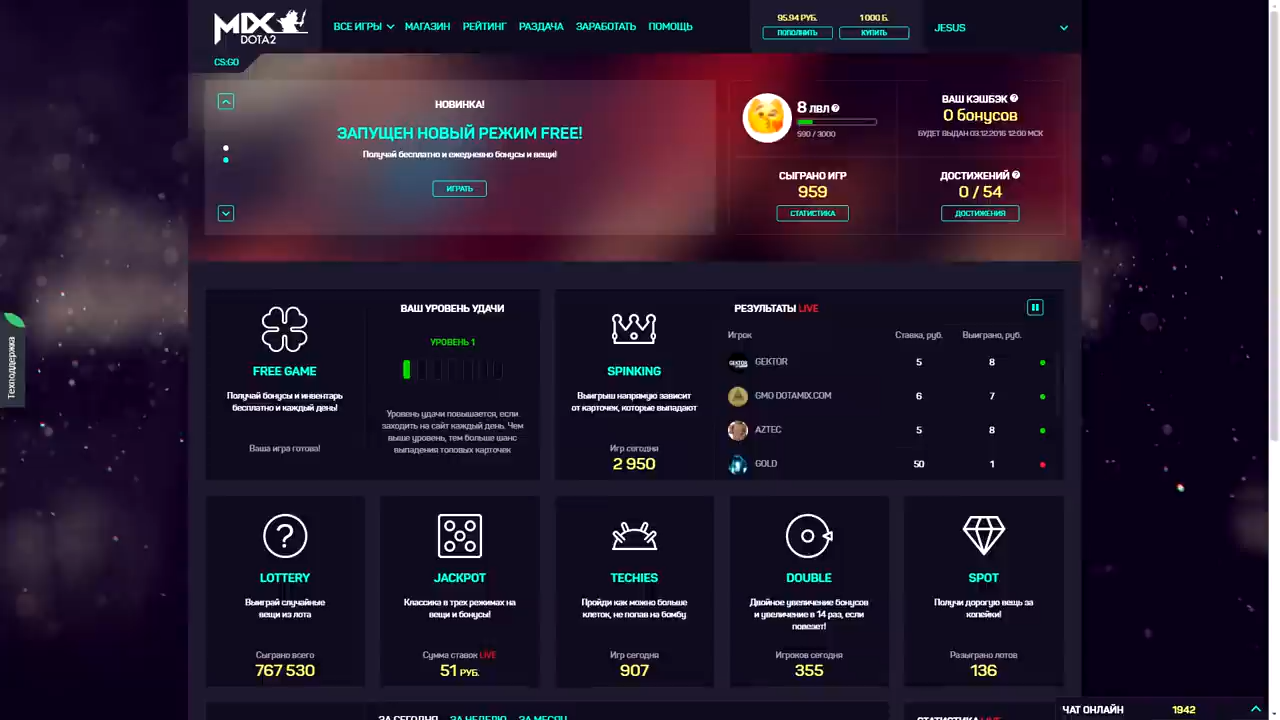 MIX
DOTA2
ВСЕ ИГРЫ
МАГАЗИН
РЕЙТИНГ
РАЗДАЧА
ЗАРАБОТАТЬ
ПОМОЩЬ
95.94 РУБ.
ПОПОЛНИТЬ
1 000 Б.
КУПИТЬ
JESUS
CS:GO
НОВИНКА!
ЗАПУЩЕН НОВЫЙ РЕЖИМ FREE!
Получай бесплатно и ежедневно бонусы и вещи!
ИГРАТЬ
8 ЛВЛ
990 / 3000
ВАШ КЭШБЭК
0 бонусов
БУДЕТ ВЫДАН 03.12.2016 12:00 МСК
СЫГРАНО ИГР
959
СТАТИСТИКА
ДОСТИЖЕНИЙ
0 / 54
ДОСТИЖЕНИЯ
Техподдержка
FREE GAME
Получай бонусы и инвентарь
бесплатно и каждый день!
Ваша игра готова!
ВАШ УРОВЕНЬ УДАЧИ
УРОВЕНЬ 1
Уровень удачи повышается, если
заходить на сайт каждый день. Чем
выше уровень, тем больше шанс
выпадения топовых карточек
SPINKING
Выигрыш напрямую зависит
от карточек, которые выпадают
Игр сегодня
2 950
РЕЗУЛЬТАТЫ LIVE
Игрок Ставка, руб. Выиграно, руб.
GEKTOR 5 8
GMO DOTAMIX.COM 6 7
AZTEC 5 8
GOLD 50 1
LOTTERY
Выиграй случайные
вещи из лота
Сыграно всего
767 530
JACKPOT
Классика в трех режимах на
вещи и бонусы!
Сумма ставок LIVE
51 РУБ.
TECHIES
Пройди как можно больше
клеток, не попав на бомбу
Игр сегодня
907
DOUBLE
Двойное увеличение бонусов
и увеличение в 14 раз, если
повезет!
Игроков сегодня
355
SPOT
Получи дорогую вещь за
копейки!
Разыграно лотов
136
ЗА СЕГОДНЯ ЗА НЕДЕЛЮ ЗА МЕСЯЦ
СТАТИСТИКА LIVE
ЧАТ ОНЛАЙН 1942